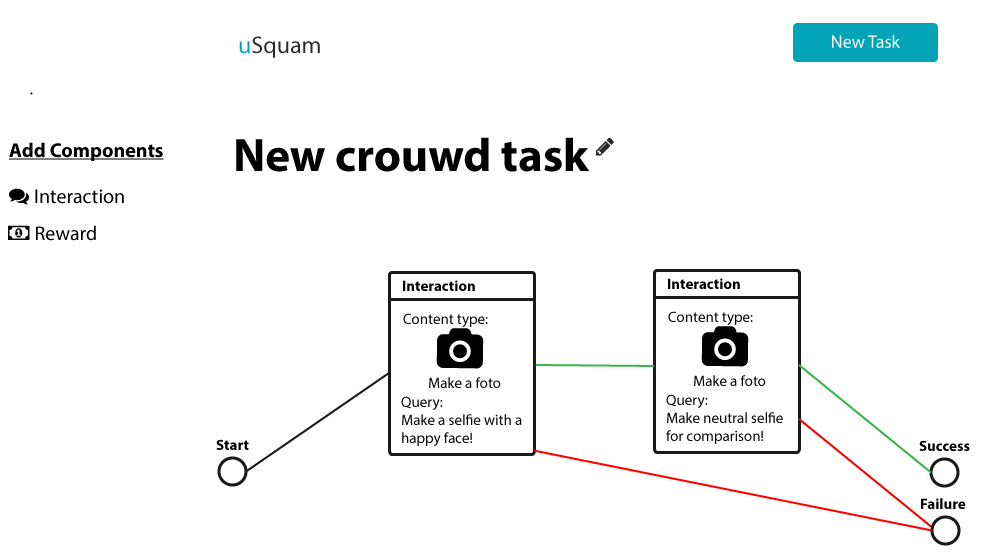 uSquam
New Task
Add Components
Interaction
Reward
New crouwd task
Interaction
Content type:
Make a foto
Query:
Make a selfie with a
happy face!
Interaction
Content type:
Make a foto
Query:
Make neutral selfie
for comparison!
Start
Success
Failure